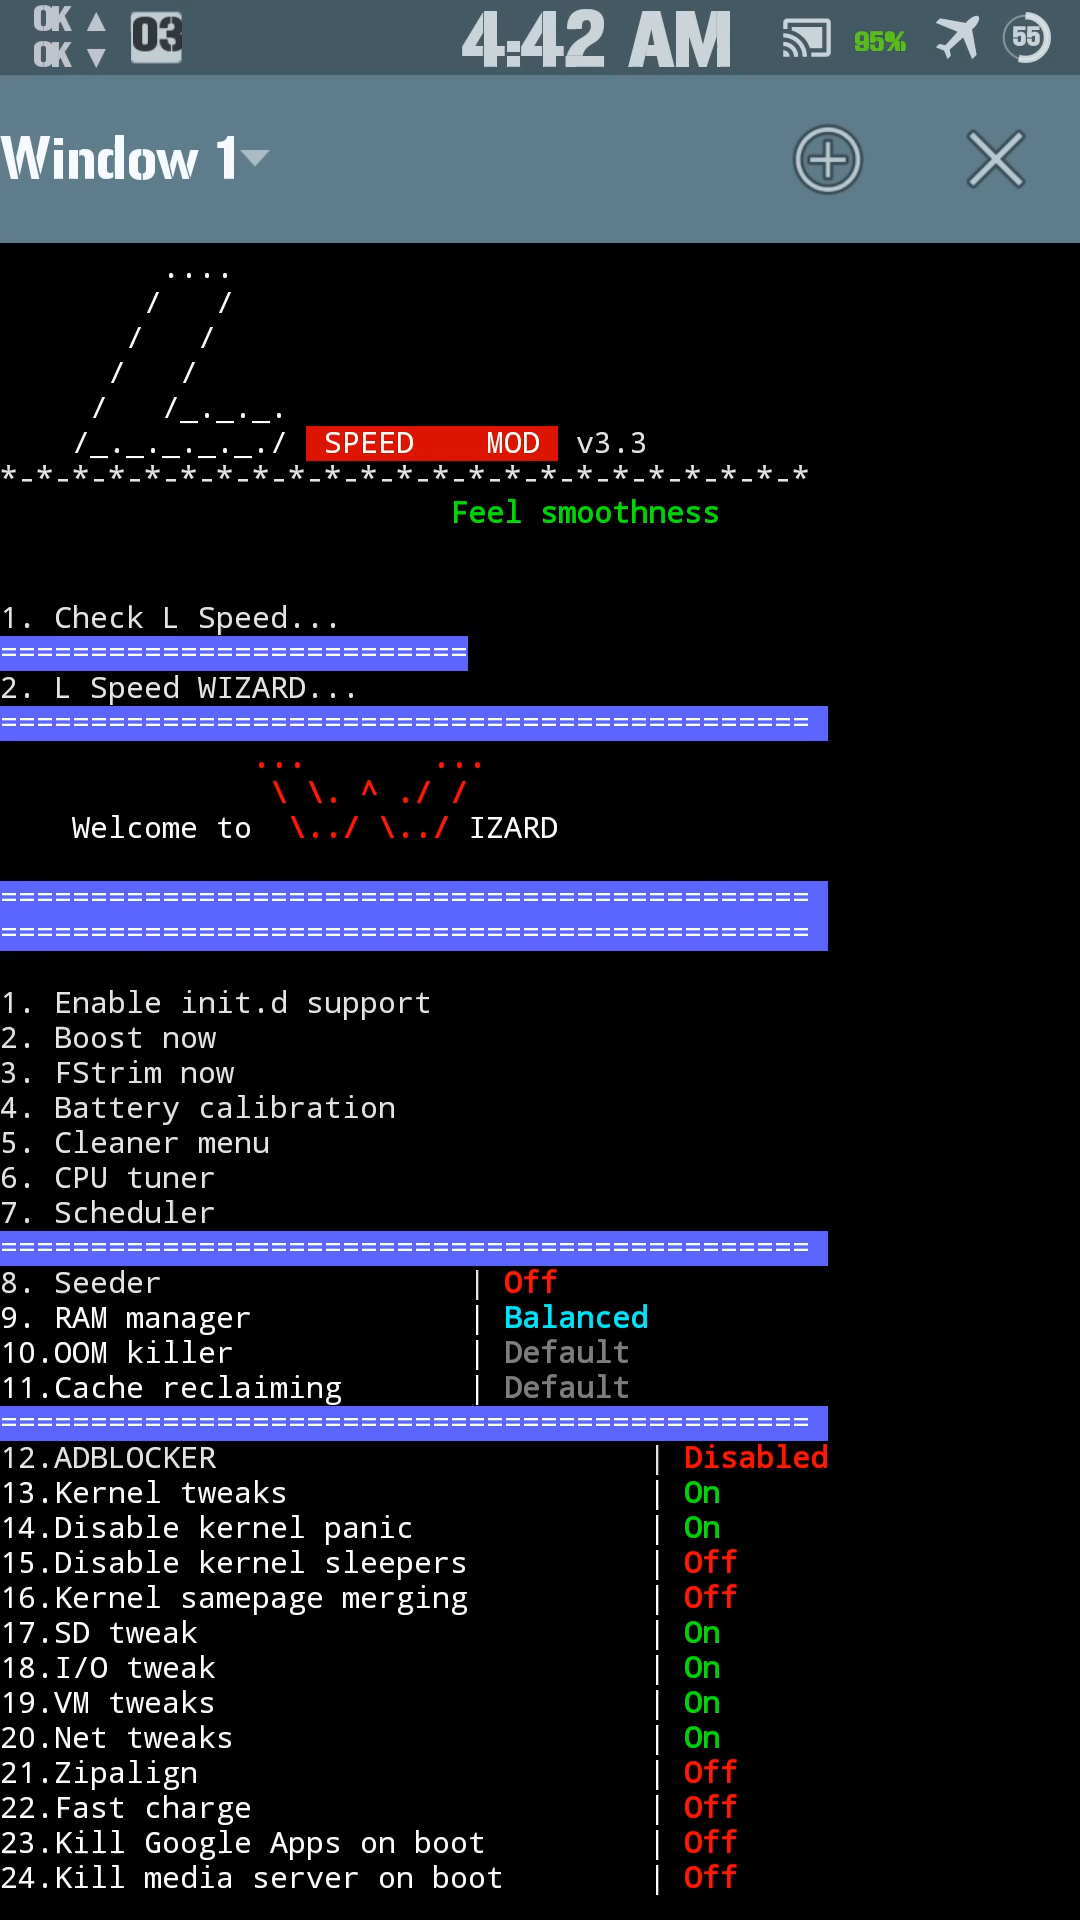 0K ▲
0K ▼
03
4:42 AM
95%
55
Window 1
....
/    /
/    /
/    /
/    /_._._.
/_._._._._./  SPEED    MOD  v3.3
*-*-*-*-*-*-*-*-*-*-*-*-*-*-*-*-*-*-*-*-*-*-*
Feel smoothness
1. Check L Speed...
==========================
2. L Speed WIZARD...
=============================================
...        ...
\ \. ^ ./ /
Welcome to  \../ \../ IZARD
=============================================
=============================================
1. Enable init.d support
2. Boost now
3. FStrim now
4. Battery calibration
5. Cleaner menu
6. CPU tuner
7. Scheduler
=============================================
8. Seeder | Off
9. RAM manager | Balanced
10.OOM killer | Default
11.Cache reclaiming | Default
=============================================
12.ADBLOCKER | Disabled
13.Kernel tweaks | On
14.Disable kernel panic | On
15.Disable kernel sleepers | Off
16.Kernel samepage merging | Off
17.SD tweak | On
18.I/O tweak | On
19.VM tweaks | On
20.Net tweaks | On
21.Zipalign | Off
22.Fast charge | Off
23.Kill Google Apps on boot | Off
24.Kill media server on boot | Off